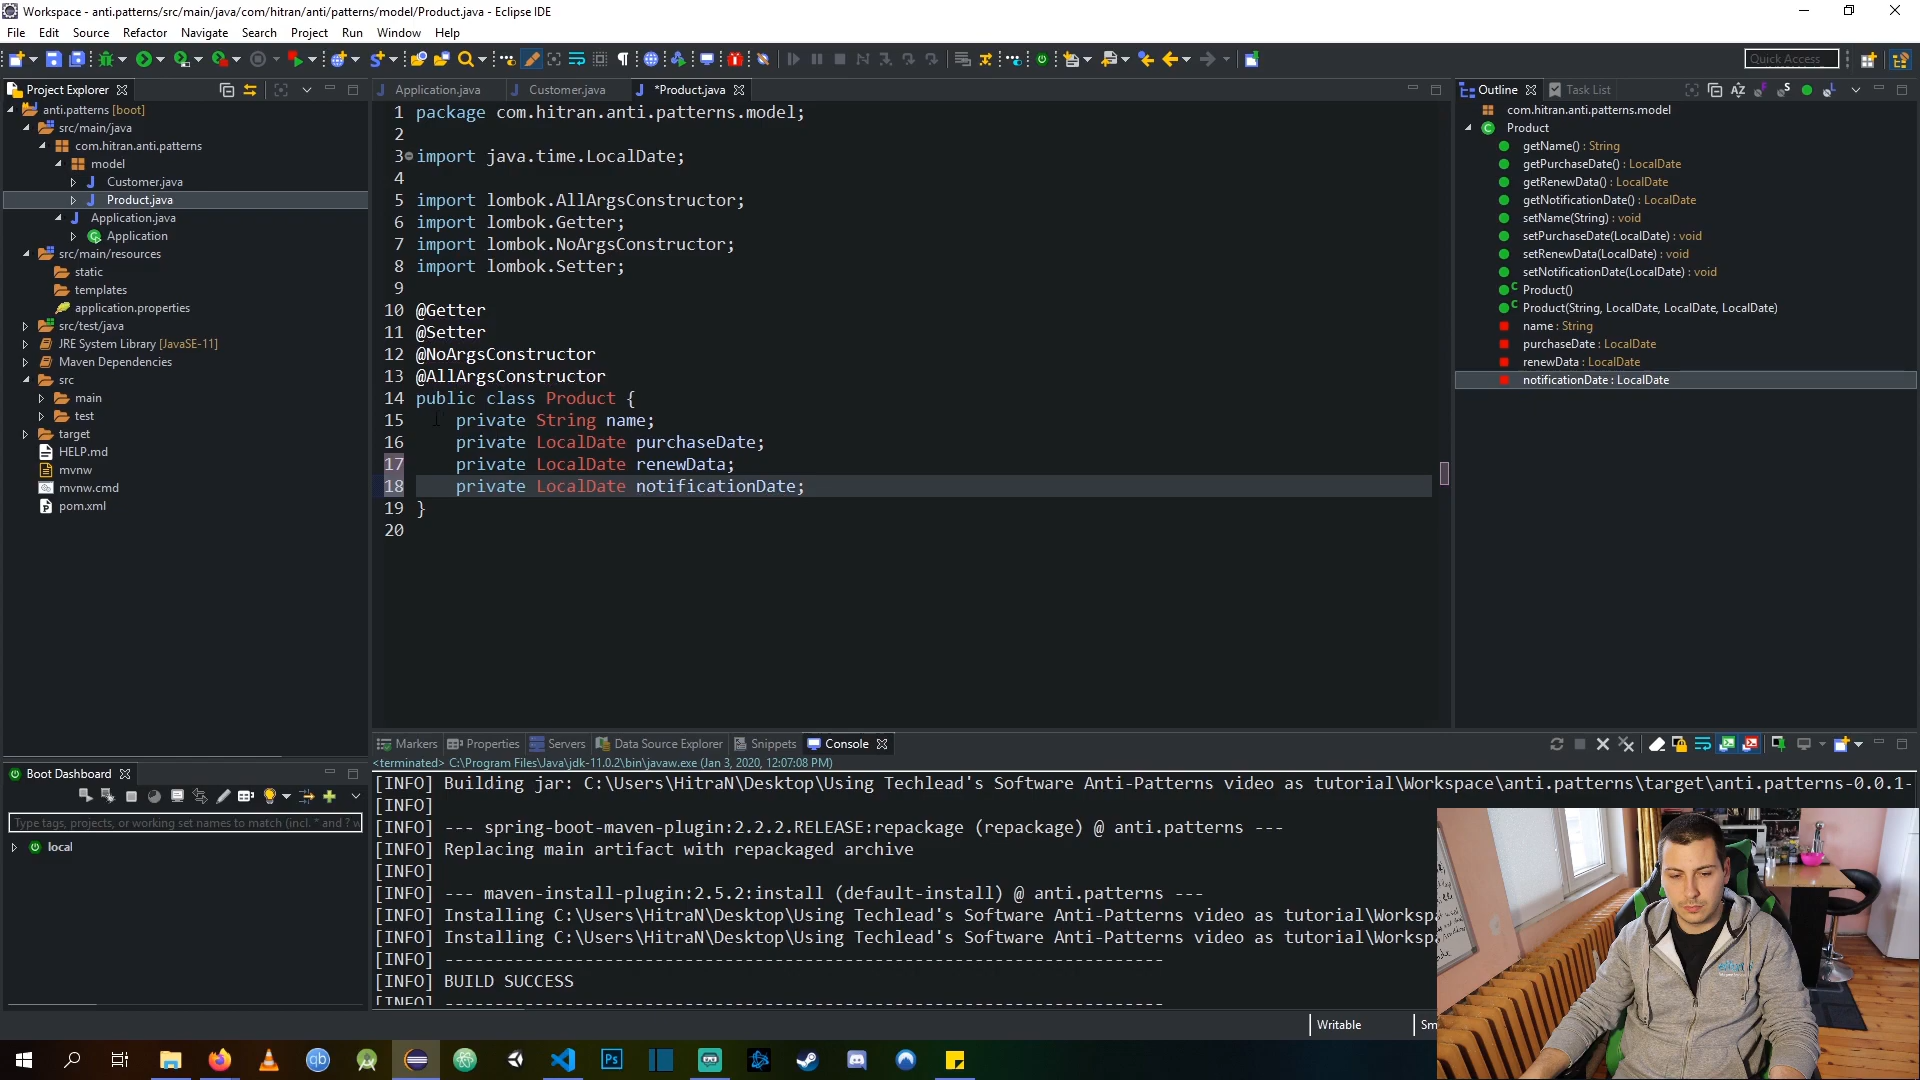 Workspace - anti.patterns/src/main/java/com/hitran/anti/patterns/model/Product.java - Eclipse IDE
File Edit Source Refactor Navigate Search Project Run Window Help
Quick Access
Project Explorer
anti.patterns [boot]
src/main/java
com.hitran.anti.patterns
model
Customer.java
Product.java
Application.java
Application
src/main/resources
static
templates
application.properties
src/test/java
JRE System Library [JavaSE-11]
Maven Dependencies
src
main
test
target
HELP.md
mvnw
mvnw.cmd
pom.xml
Boot Dashboard
Type tags, projects, or working set names to match (incl. * and ? w
local
Application.java Customer.java *Product.java
1 package com.hitran.anti.patterns.model;
2
3 import java.time.LocalDate;
4
5 import lombok.AllArgsConstructor;
6 import lombok.Getter;
7 import lombok.NoArgsConstructor;
8 import lombok.Setter;
9
10 @Getter
11 @Setter
12 @NoArgsConstructor
13 @AllArgsConstructor
14 public class Product {
15 private String name;
16 private LocalDate purchaseDate;
17 private LocalDate renewData;
18 private LocalDate notificationDate;
19 }
20
Outline Task List
com.hitran.anti.patterns.model
Product
getName() : String
getPurchaseDate() : LocalDate
getRenewData() : LocalDate
getNotificationDate() : LocalDate
setName(String) : void
setPurchaseDate(LocalDate) : void
setRenewData(LocalDate) : void
setNotificationDate(LocalDate) : void
Product()
Product(String, LocalDate, LocalDate, LocalDate)
name : String
purchaseDate : LocalDate
renewData : LocalDate
notificationDate : LocalDate
Markers Properties Servers Data Source Explorer Snippets Console
<terminated> C:\Program Files\Java\jdk-11.0.2\bin\javaw.exe (Jan 3, 2020, 12:07:08 PM)
[INFO] Building jar: C:\Users\HitraN\Desktop\Using Techlead's Software Anti-Patterns video as tutorial\Workspace\anti.patterns\target\anti.patterns-0.0.1-
[INFO]
[INFO] --- spring-boot-maven-plugin:2.2.2.RELEASE:repackage (repackage) @ anti.patterns ---
[INFO] Replacing main artifact with repackaged archive
[INFO]
[INFO] --- maven-install-plugin:2.5.2:install (default-install) @ anti.patterns ---
[INFO] Installing C:\Users\HitraN\Desktop\Using Techlead's Software Anti-Patterns video as tutorial\Worksp
[INFO] Installing C:\Users\HitraN\Desktop\Using Techlead's Software Anti-Patterns video as tutorial\Worksp
[INFO] ------------------------------------------------------------------------
[INFO] BUILD SUCCESS
[INFO] ------------------------------------------------------------------------
Writable Sm